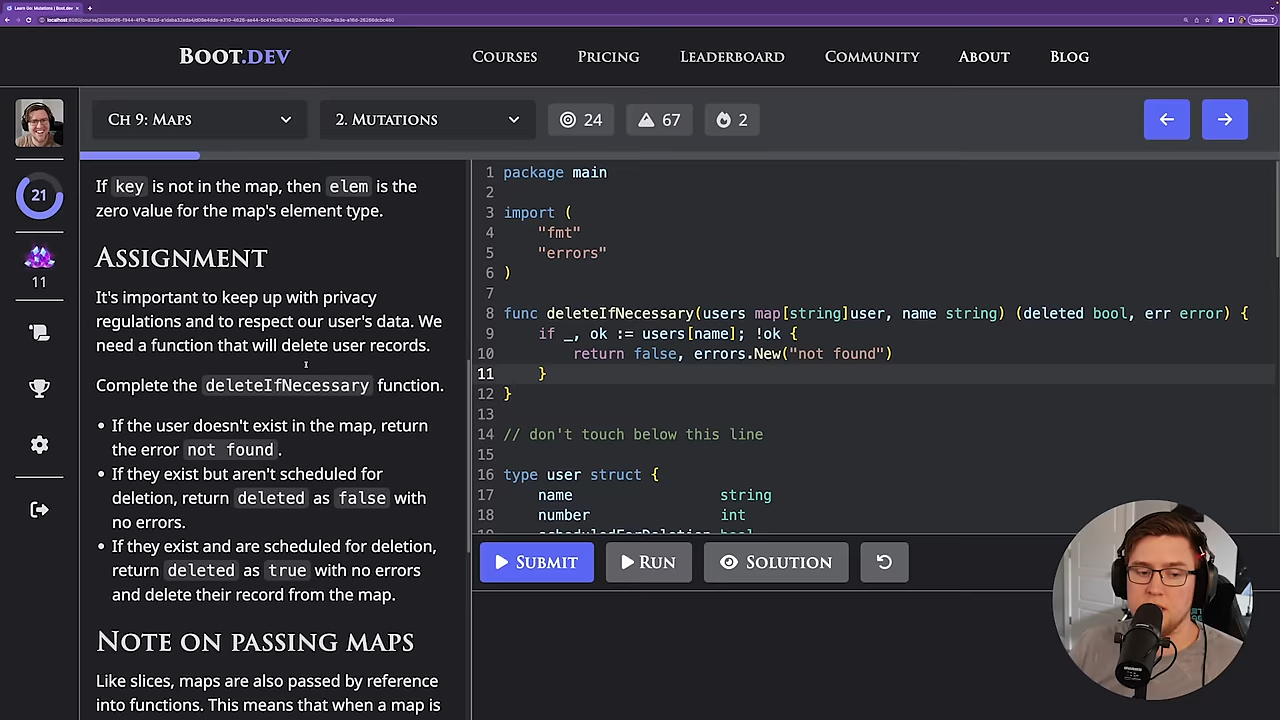 Learn Go: Mutations | Boot.dev
Update
BOOT.DEV
COURSES
PRICING
LEADERBOARD
COMMUNITY
ABOUT
BLOG
CH 9: MAPS
2. MUTATIONS
24
67
2
21
11
If key is not in the map, then elem is the
zero value for the map's element type.
ASSIGNMENT
It's important to keep up with privacy
regulations and to respect our user's data. We
need a function that will delete user records.
Complete the deleteIfNecessary function.
• If the user doesn't exist in the map, return
the error not found.
• If they exist but aren't scheduled for
deletion, return deleted as false with
no errors.
• If they exist and are scheduled for deletion,
return deleted as true with no errors
and delete their record from the map.
NOTE ON PASSING MAPS
Like slices, maps are also passed by reference
into functions. This means that when a map is
1 package main
2
3 import (
4     "fmt"
5     "errors"
6 )
7
8 func deleteIfNecessary(users map[string]user, name string) (deleted bool, err error) {
9     if _, ok := users[name]; !ok {
10         return false, errors.New("not found")
11     }
12 }
13
14 // don't touch below this line
15
16 type user struct {
17     name string
18     number int
19     scheduledForDeletion bool
SUBMIT
RUN
SOLUTION